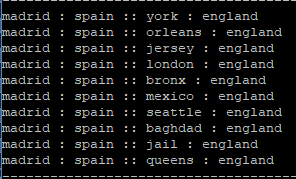 madrid : spain :: york : england
madrid : spain :: orleans : england
madrid : spain :: jersey : england
madrid : spain :: london : england
madrid : spain :: bronx : england
madrid : spain :: mexico : england
madrid : spain :: seattle : england
madrid : spain :: baghdad : england
madrid : spain :: jail : england
madrid : spain :: queens : england